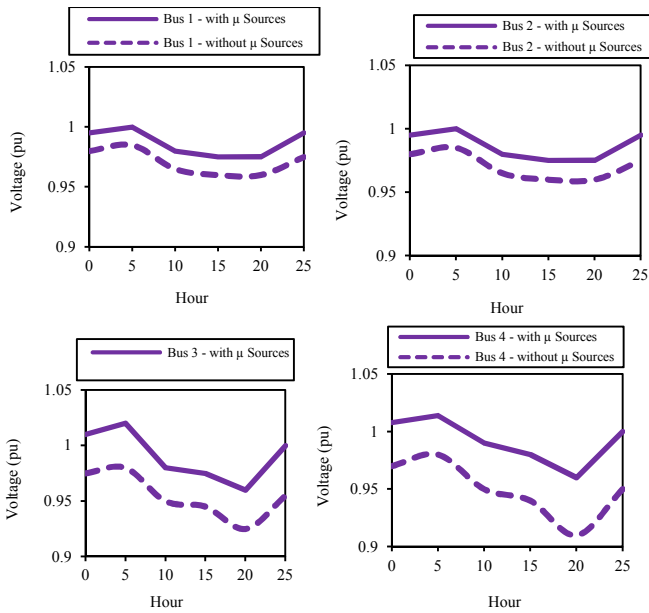 Bus 1 - with µ Sources
Bus 1 - without µ Sources
1.05
1
0.95
0.9
Voltage (pu)
0 5 10 15 20 25
Hour
Bus 2 - with µ Sources
Bus 2 - without µ Sources
1.05
1
0.95
0.9
Voltage (pu)
0 5 10 15 20 25
Hour
Bus 3 - with µ Sources
1.05
1
0.95
0.9
Voltage (pu)
0 5 10 15 20 25
Hour
Bus 4 - with µ Sources
Bus 4 - without µ Sources
1.05
1
0.95
0.9
Voltage (pu)
0 5 10 15 20 25
Hour